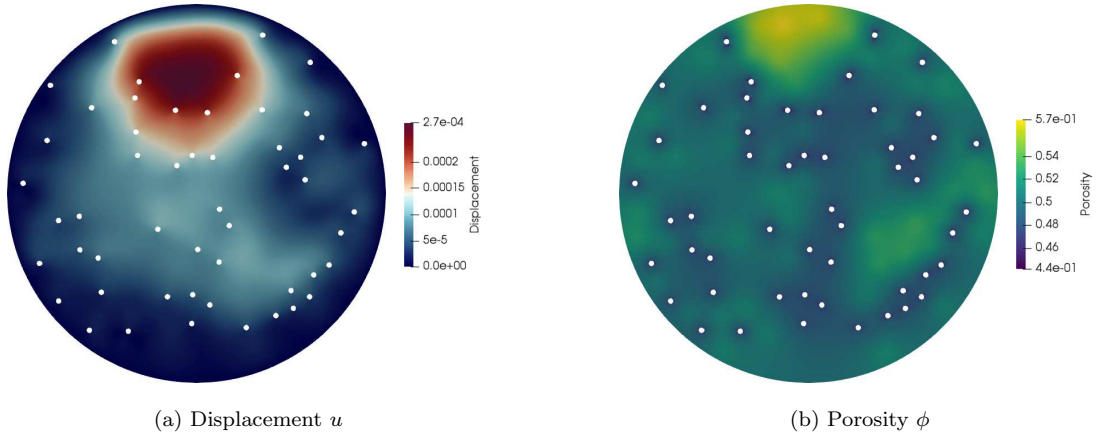 2.7e-04
0.0002
0.00015
0.0001
5e-5
0.0e+00
Displacement
5.7e-01
0.54
0.52
0.5
0.48
0.46
4.4e-01
Porosity
(a) Displacement u
(b) Porosity ϕ